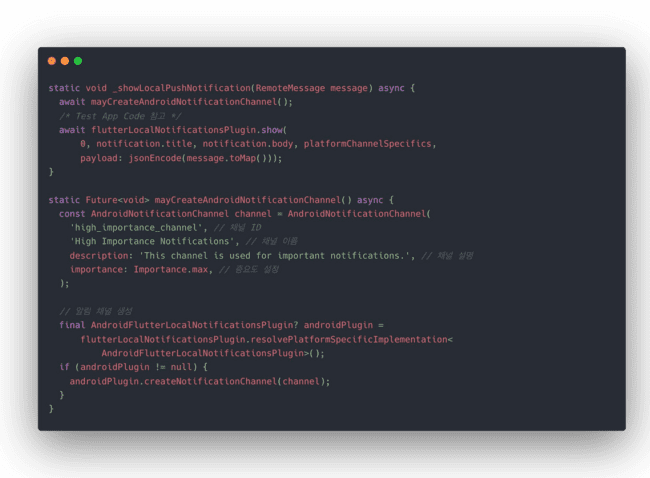 static void _showLocalPushNotification(RemoteMessage message) async {
await mayCreateAndroidNotificationChannel();
/* Test App Code 참고 */
await flutterLocalNotificationsPlugin.show(
0, notification.title, notification.body, platformChannelSpecifics,
payload: jsonEncode(message.toMap()));
}
static Future<void> mayCreateAndroidNotificationChannel() async {
const AndroidNotificationChannel channel = AndroidNotificationChannel(
'high_importance_channel', // 채널 ID
'High Importance Notifications', // 채널 이름
description: 'This channel is used for important notifications.', // 채널 설명
importance: Importance.max, // 중요도 설정
);
// 알림 채널 생성
final AndroidFlutterLocalNotificationsPlugin? androidPlugin =
flutterLocalNotificationsPlugin.resolvePlatformSpecificImplementation<
AndroidFlutterLocalNotificationsPlugin>();
if (androidPlugin != null) {
androidPlugin.createNotificationChannel(channel);
}
}